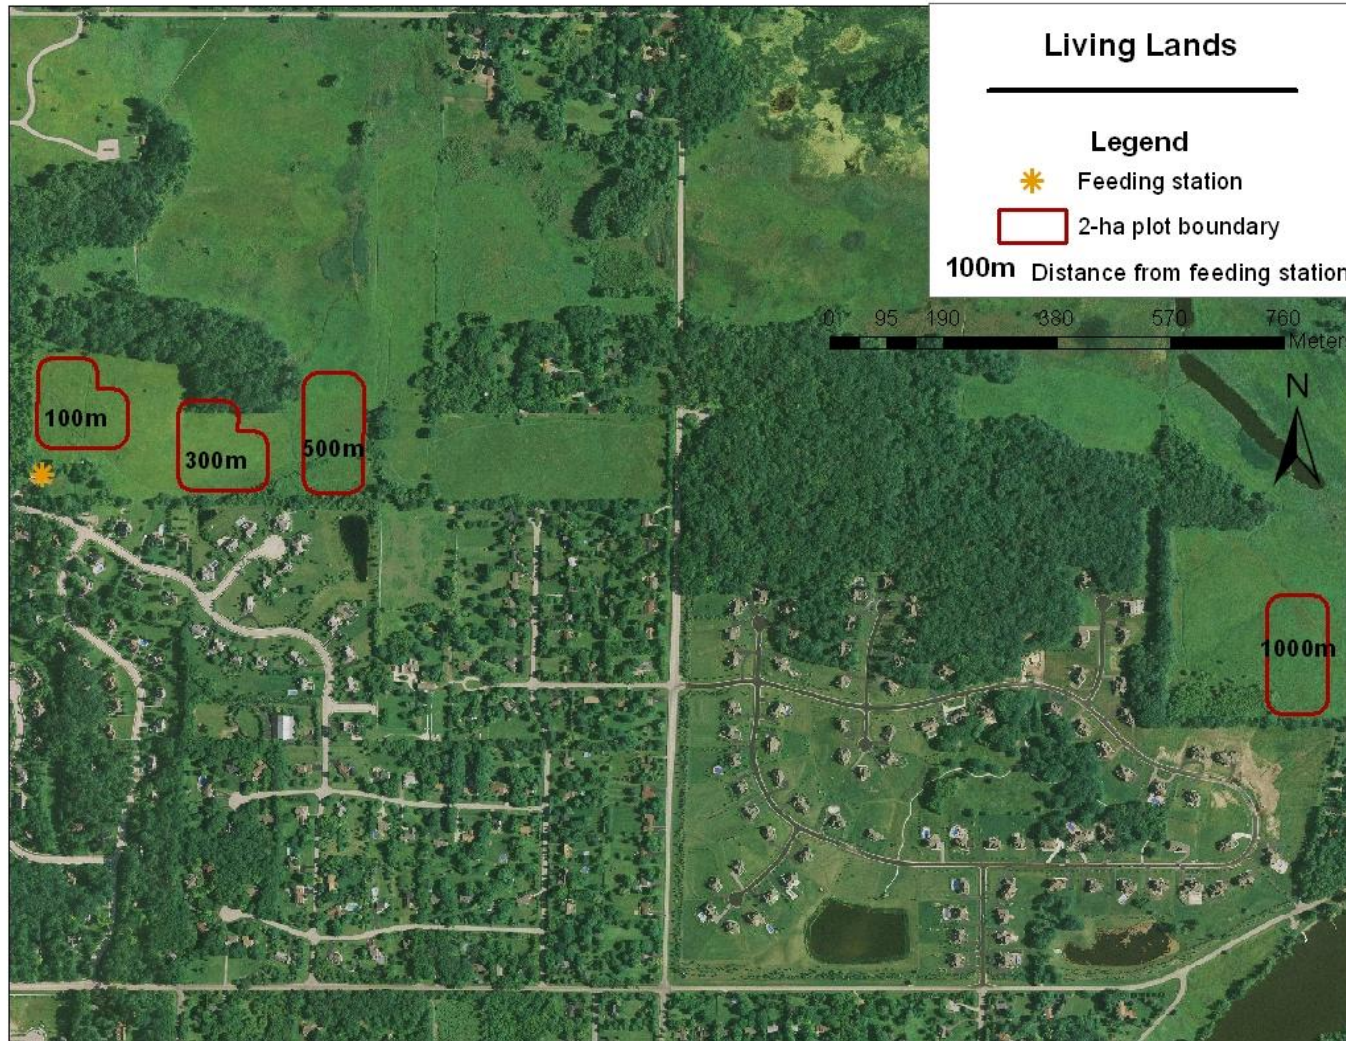 Living Lands
Legend
Feeding station
2-ha plot boundary
100m Distance from feeding station
0 95 190 380 570 760
Meters
N
100m
300m
500m
1000m